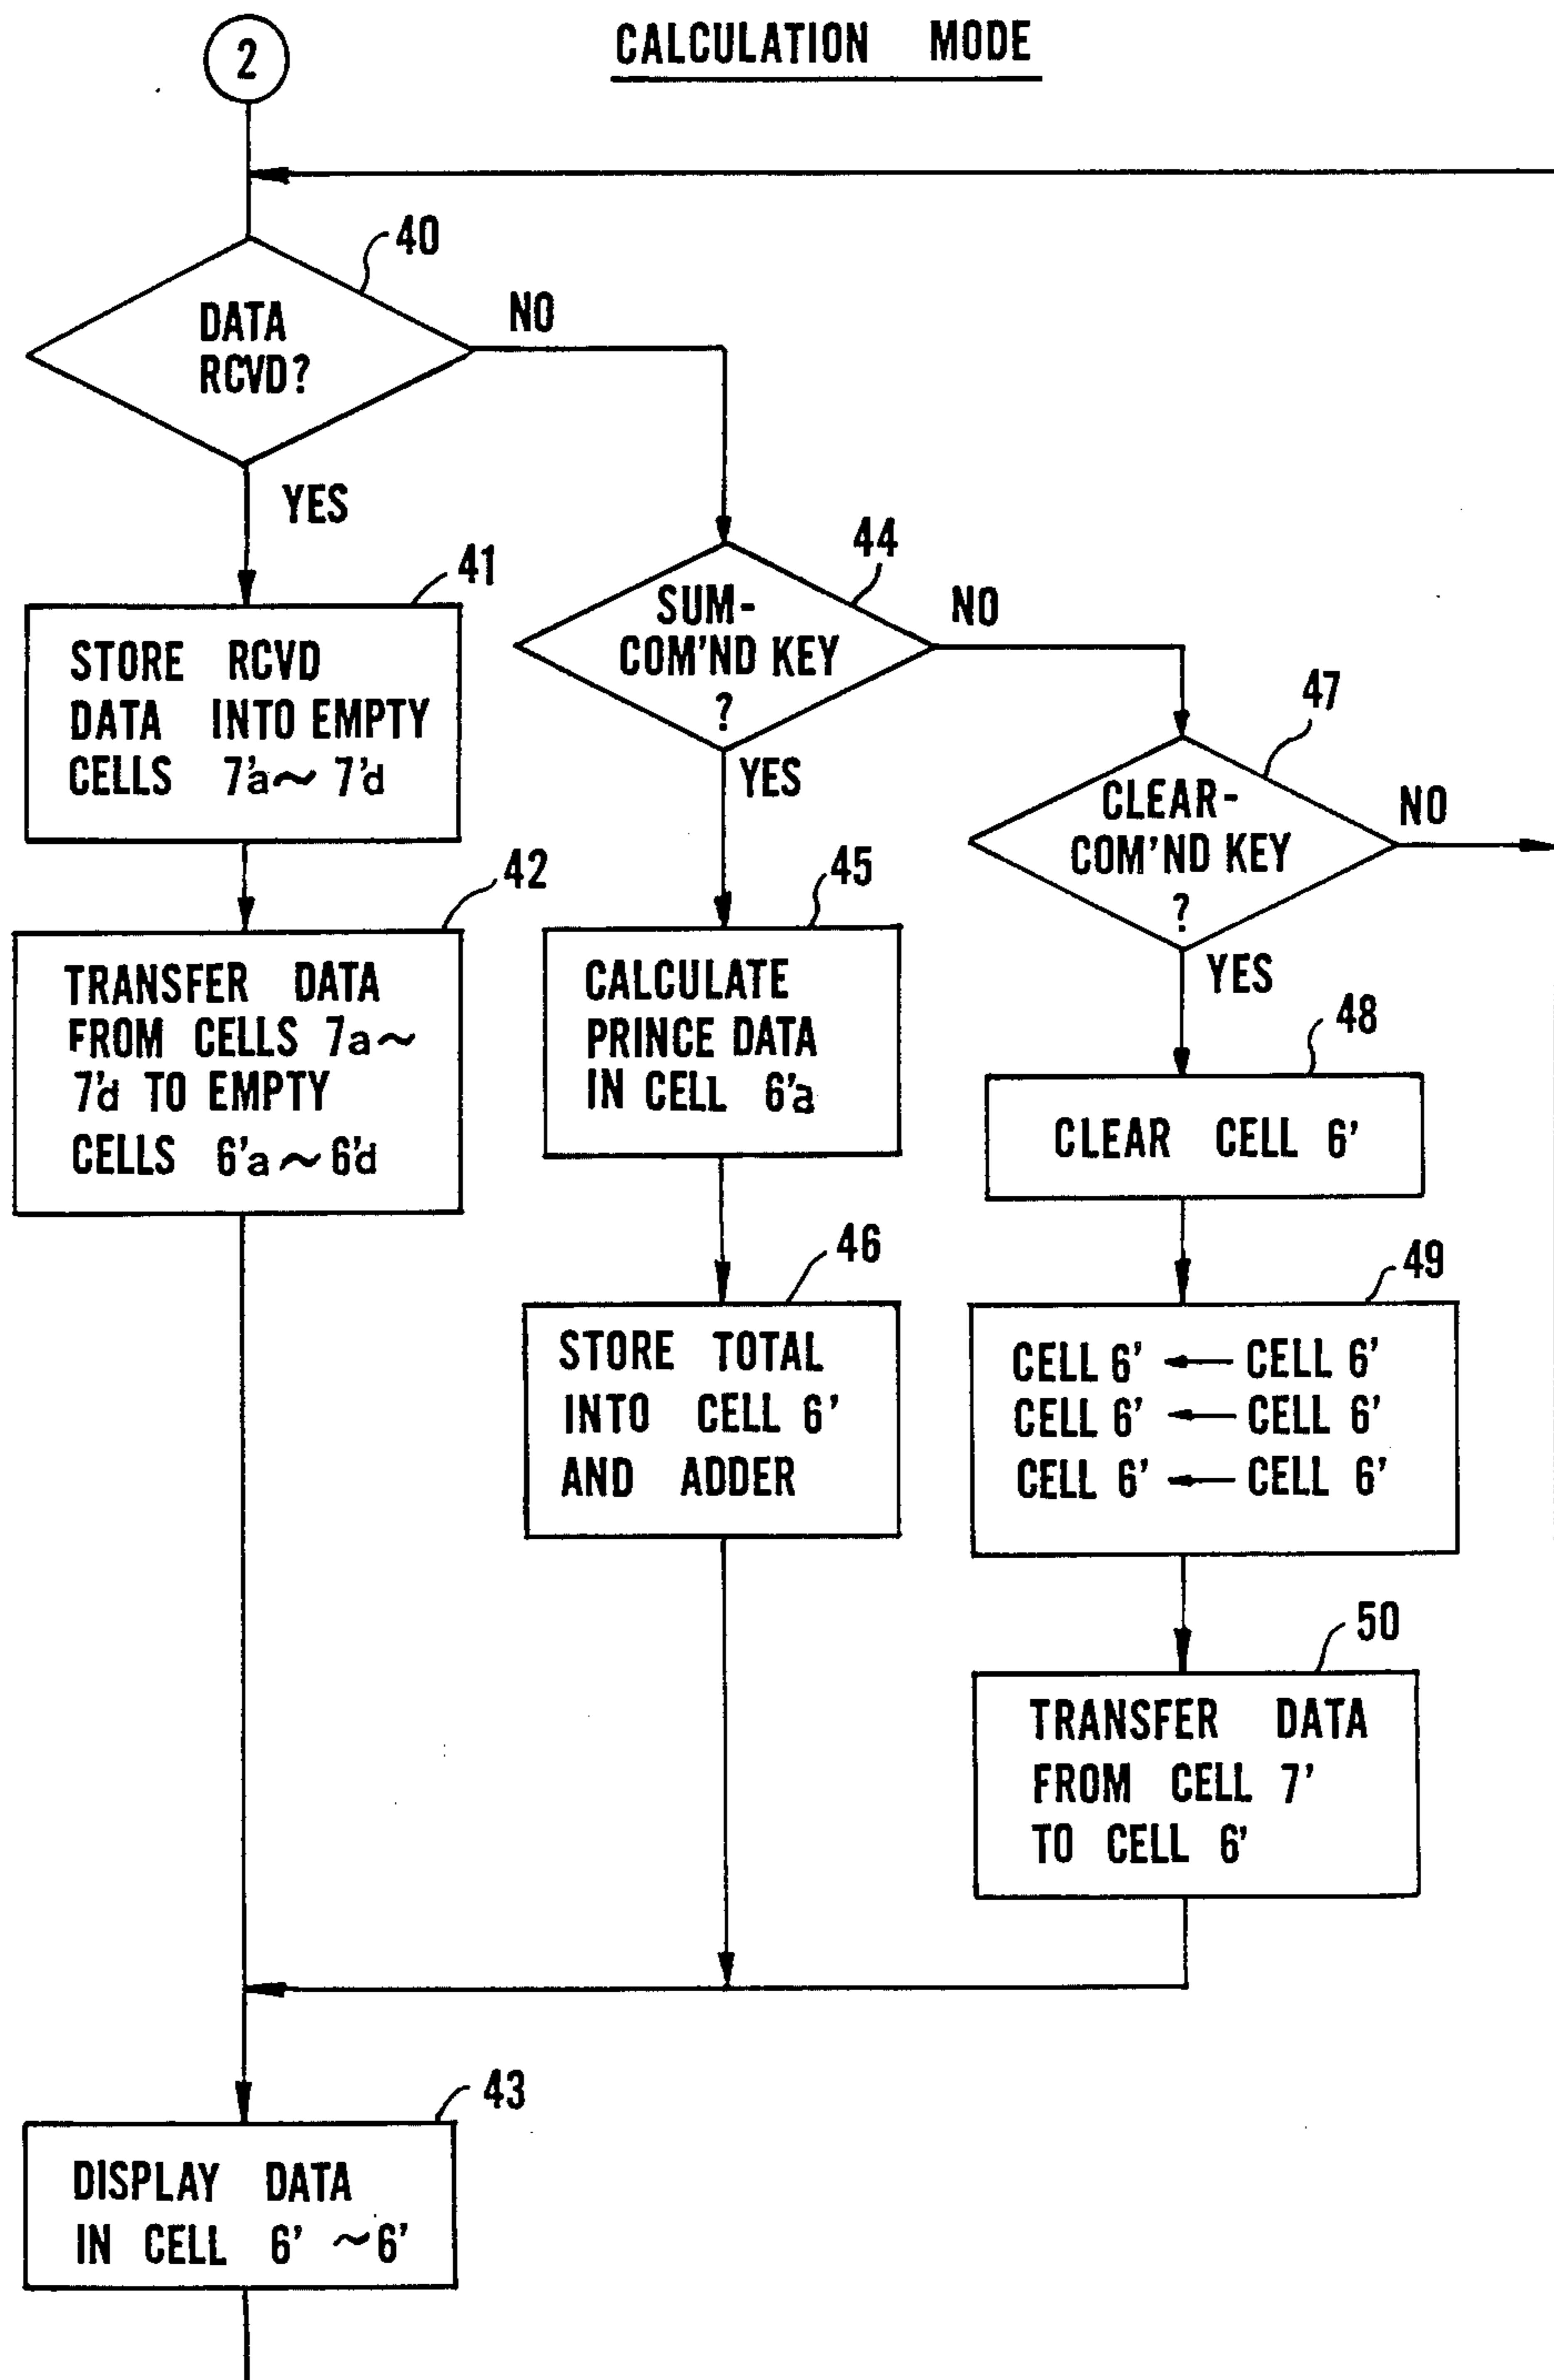 2
CALCULATION MODE
40
DATA
RCVD?
NO
YES
41
STORE RCVD
DATA INTO EMPTY
CELLS 7'a~ 7'd
42
TRANSFER DATA
FROM CELLS 7a~
7'd TO EMPTY
CELLS 6'a~6'd
44
SUM-
COM'ND KEY
?
NO
YES
45
CALCULATE
PRINCE DATA
IN CELL 6'a
46
STORE TOTAL
INTO CELL 6'
AND ADDER
47
CLEAR-
COM'ND KEY
?
NO
YES
48
CLEAR CELL 6'
49
CELL 6' ← CELL 6'
CELL 6' ← CELL 6'
CELL 6' ← CELL 6'
50
TRANSFER DATA
FROM CELL 7'
TO CELL 6'
43
DISPLAY DATA
IN CELL 6' ~6'